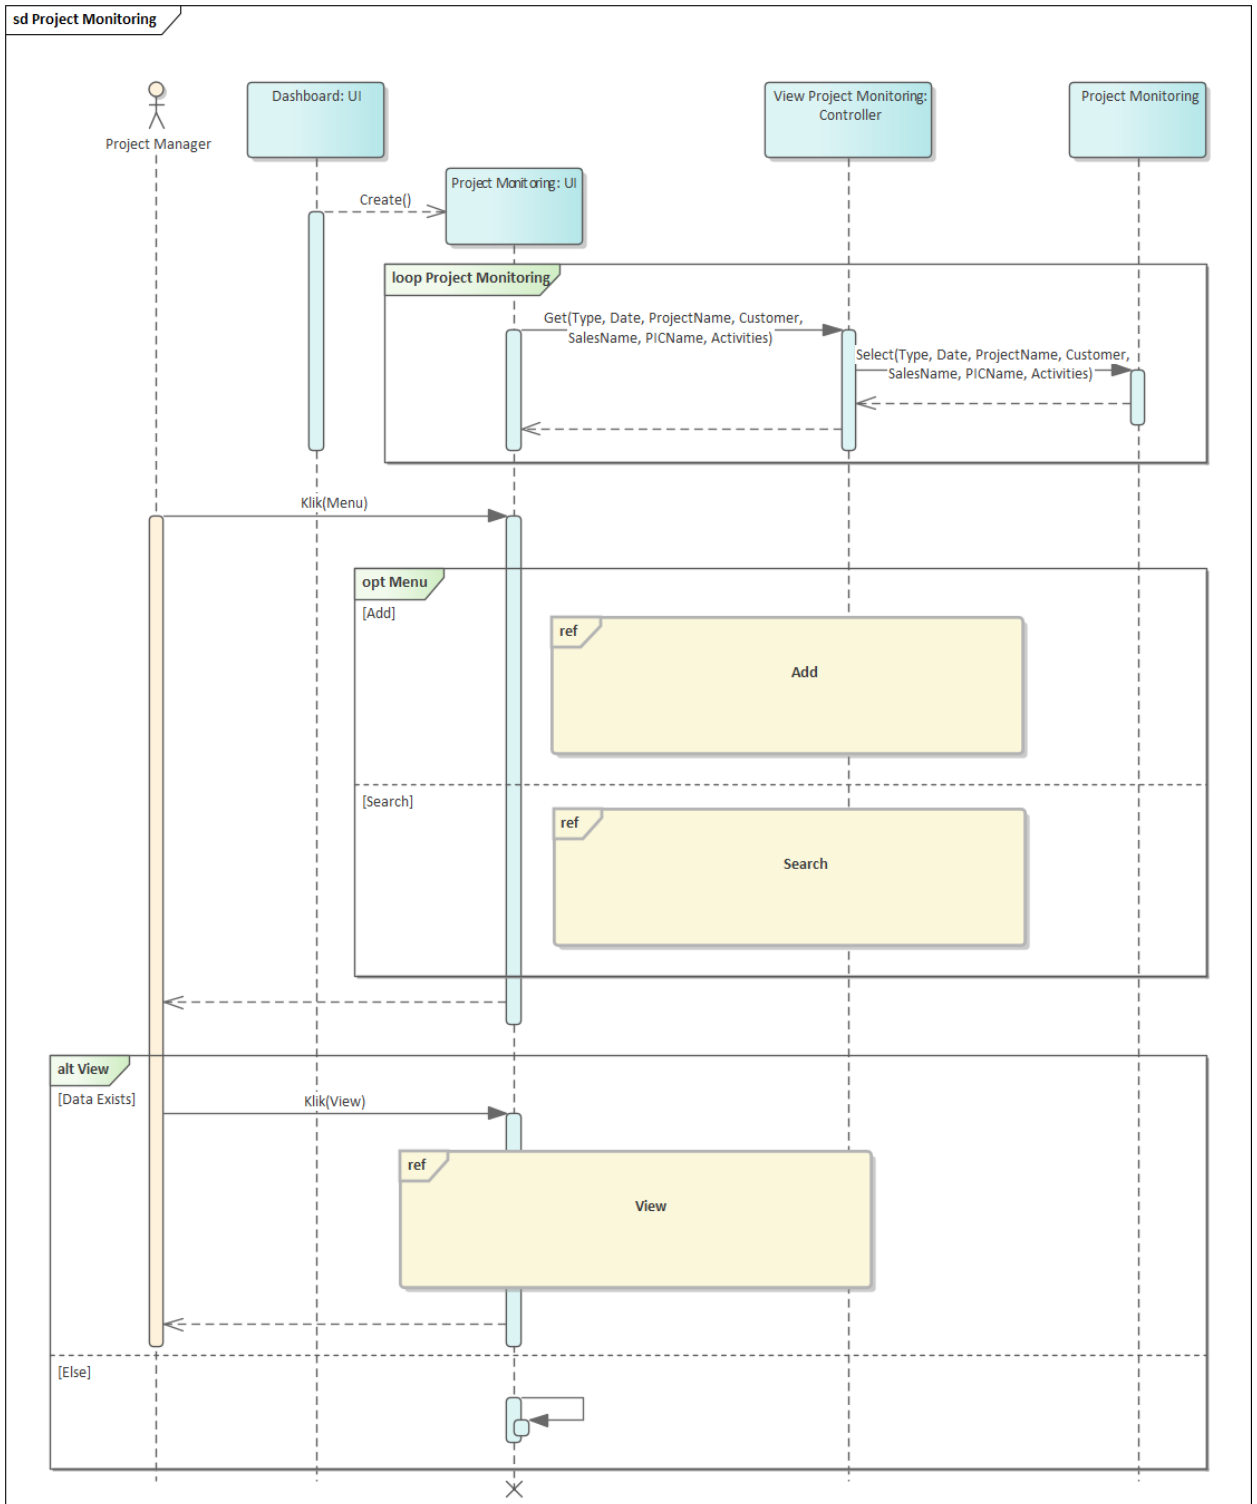 sd Project Monitoring
Project Manager
Dashboard: UI
Project Monitoring: UI
View Project Monitoring:
Controller
Project Monitoring
Create()
loop Project Monitoring
Get(Type, Date, ProjectName, Customer,
SalesName, PICName, Activities)
Select(Type, Date, ProjectName, Customer,
SalesName, PICName, Activities)
Klik(Menu)
opt Menu
[Add]
ref
Add
[Search]
ref
Search
alt View
[Data Exists]
Klik(View)
ref
View
[Else]